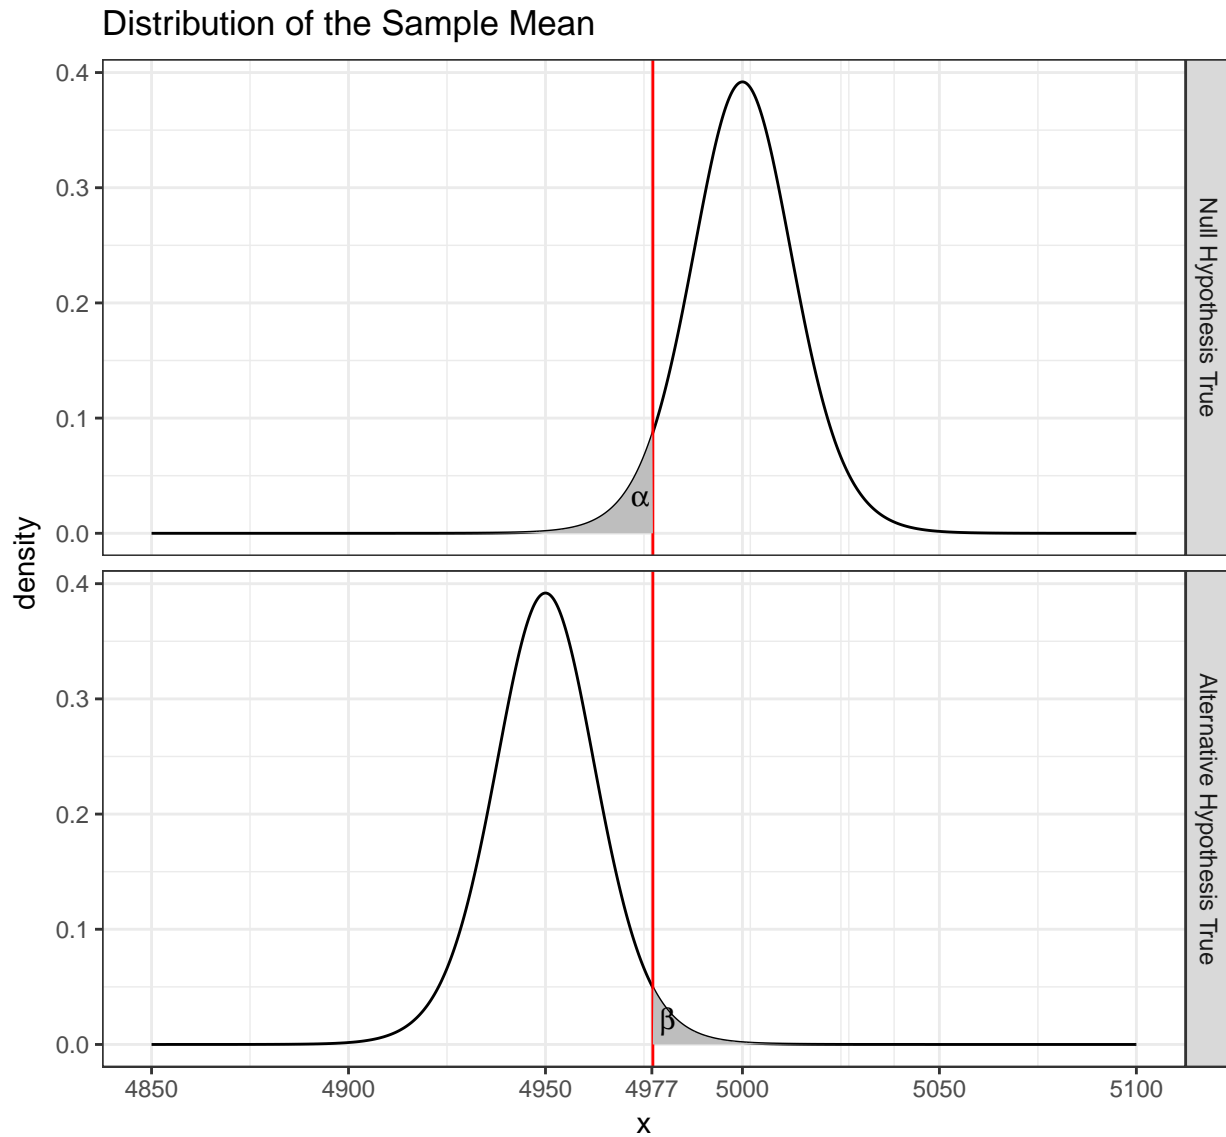 Distribution of the Sample Mean
density
0.4
0.3
0.2
0.1
0.0
α
Null Hypothesis True
0.4
0.3
0.2
0.1
0.0
β
Alternative Hypothesis True
4850 4900 4950 4977 5000 5050 5100
x